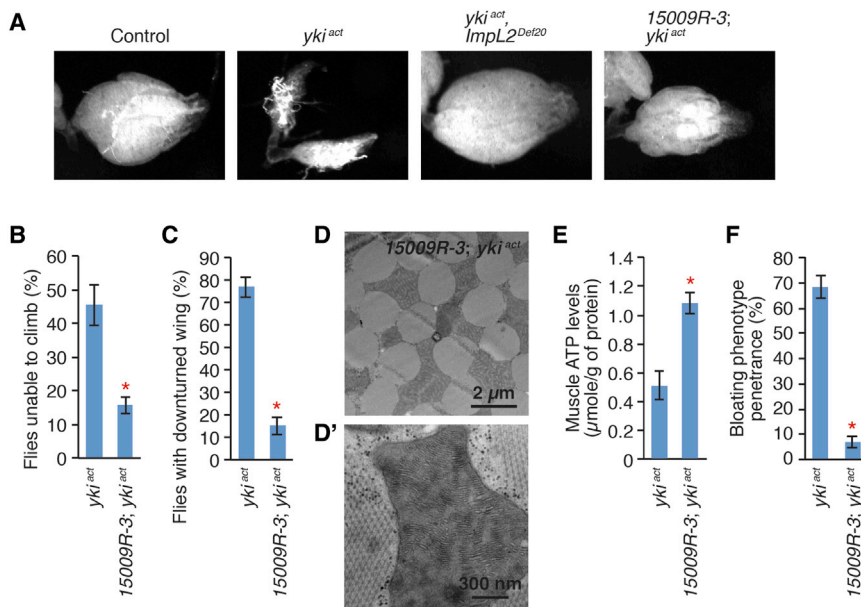 A
Control
yki act
yki act,
ImpL2 Def20
15009R-3;
yki act
B
Flies unable to climb (%)
60
50
40
30
20
10
0
*
yki act
15009R-3; yki act
C
Flies with downturned wing (%)
90
80
70
60
50
40
30
20
10
0
*
yki act
15009R-3; yki act
D
15009R-3; yki act
2 μm
D'
300 nm
E
Muscle ATP levels
(μmole/g of protein)
1.4
1.2
1.0
0.8
0.6
0.4
0.2
0
*
yki act
15009R-3; yki act
F
Bloating phenotype
penetrance (%)
80
70
60
50
40
30
20
10
0
*
yki act
15009R-3; yki act